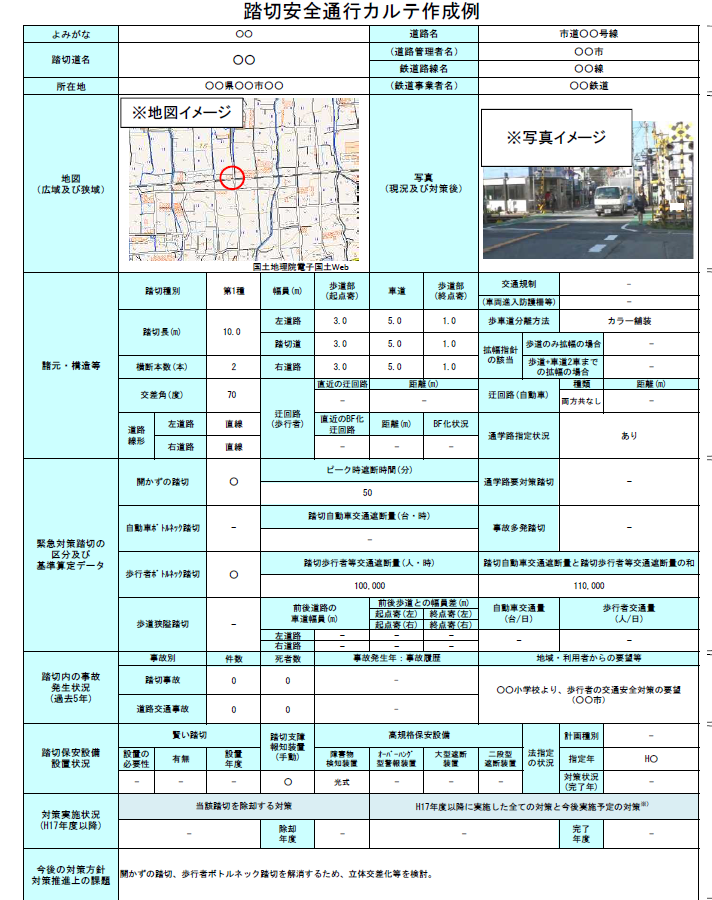 踏切安全通行カルテ作成例
よみがな 〇〇 道路名 市道〇〇号線
踏切道名 〇〇 (道路管理者名) 〇〇市
鉄道路線名 〇〇線
所在地 〇〇県〇〇市〇〇 (鉄道事業者名) 〇〇鉄道
地図
(広域及び狭域)
※地図イメージ
国土地理院電子国土Web
写真
(現況及び対策後)
※写真イメージ
諸元・構造等
踏切種別 第1種 幅員(m) 歩道部(起点寄) 車道 歩道部(終点寄) 交通規制 -
(車両進入防護柵等) -
踏切長(m) 10.0 左道路 3.0 5.0 1.0 歩車道分離方法 カラー舗装
踏切道 3.0 5.0 1.0 拡幅指針の該当 歩道のみ拡幅の場合 -
横断本数(本) 2 右道路 3.0 5.0 1.0 歩道+車道2車までの拡幅の場合 -
交差角(度) 70 迂回路(歩行者) 直近の迂回路 距離(m) 迂回路(自動車) 種類 距離(m)
- - 両方共なし -
道路線形 左道路 直線 直近のBF化迂回路 距離(m) BF化状況 通学路指定状況 あり
右道路 直線 - - -
緊急対策踏切の
区分及び
基準算定データ
開かずの踏切 〇 ピーク時遮断時間(分) 通学路要対策踏切 -
50
自動車ボトルネック踏切 - 踏切自動車交通遮断量(台・時) 事故多発踏切 -
-
歩行者ボトルネック踏切 〇 踏切歩行者等交通遮断量(人・時) 踏切自動車交通遮断量と踏切歩行者等交通遮断量の和
100,000 110,000
歩道狭隘踏切 - 前後道路の車道幅員(m) 前後歩道との幅員差(m) 自動車交通量(台/日) 歩行者交通量(人/日)
起点寄(左) 終点寄(左)
起点寄(右) 終点寄(右)
左道路 - - - - -
右道路 - - -
踏切内の事故
発生状況
(過去5年)
事故別 件数 死者数 事故発生年:事故履歴 地域・利用者からの要望等
踏切事故 0 0 - 〇〇小学校より、歩行者の交通安全対策の要望
(〇〇市)
道路交通事故 0 0 -
踏切保安設備
設置状況
賢い踏切 踏切支障報知装置(手動) 高規格保安設備 法指定の状況 計画種別 -
設置の必要性 有無 設置年度 障害物検知装置 オーバーハング型警報装置 大型遮断装置 二段型遮断装置 指定年 H〇
- - - 〇 光式 - - - 対策状況(完了年) -
対策実施状況
(H17年度以降)
当該踏切を除却する対策 H17年度以降に実施した全ての対策と今後実施予定の対策※)
- 除却年度 - - 完了年度 -
今後の対策方針
対策推進上の課題
開かずの踏切、歩行者ボトルネック踏切を解消するため、立体交差化等を検討。